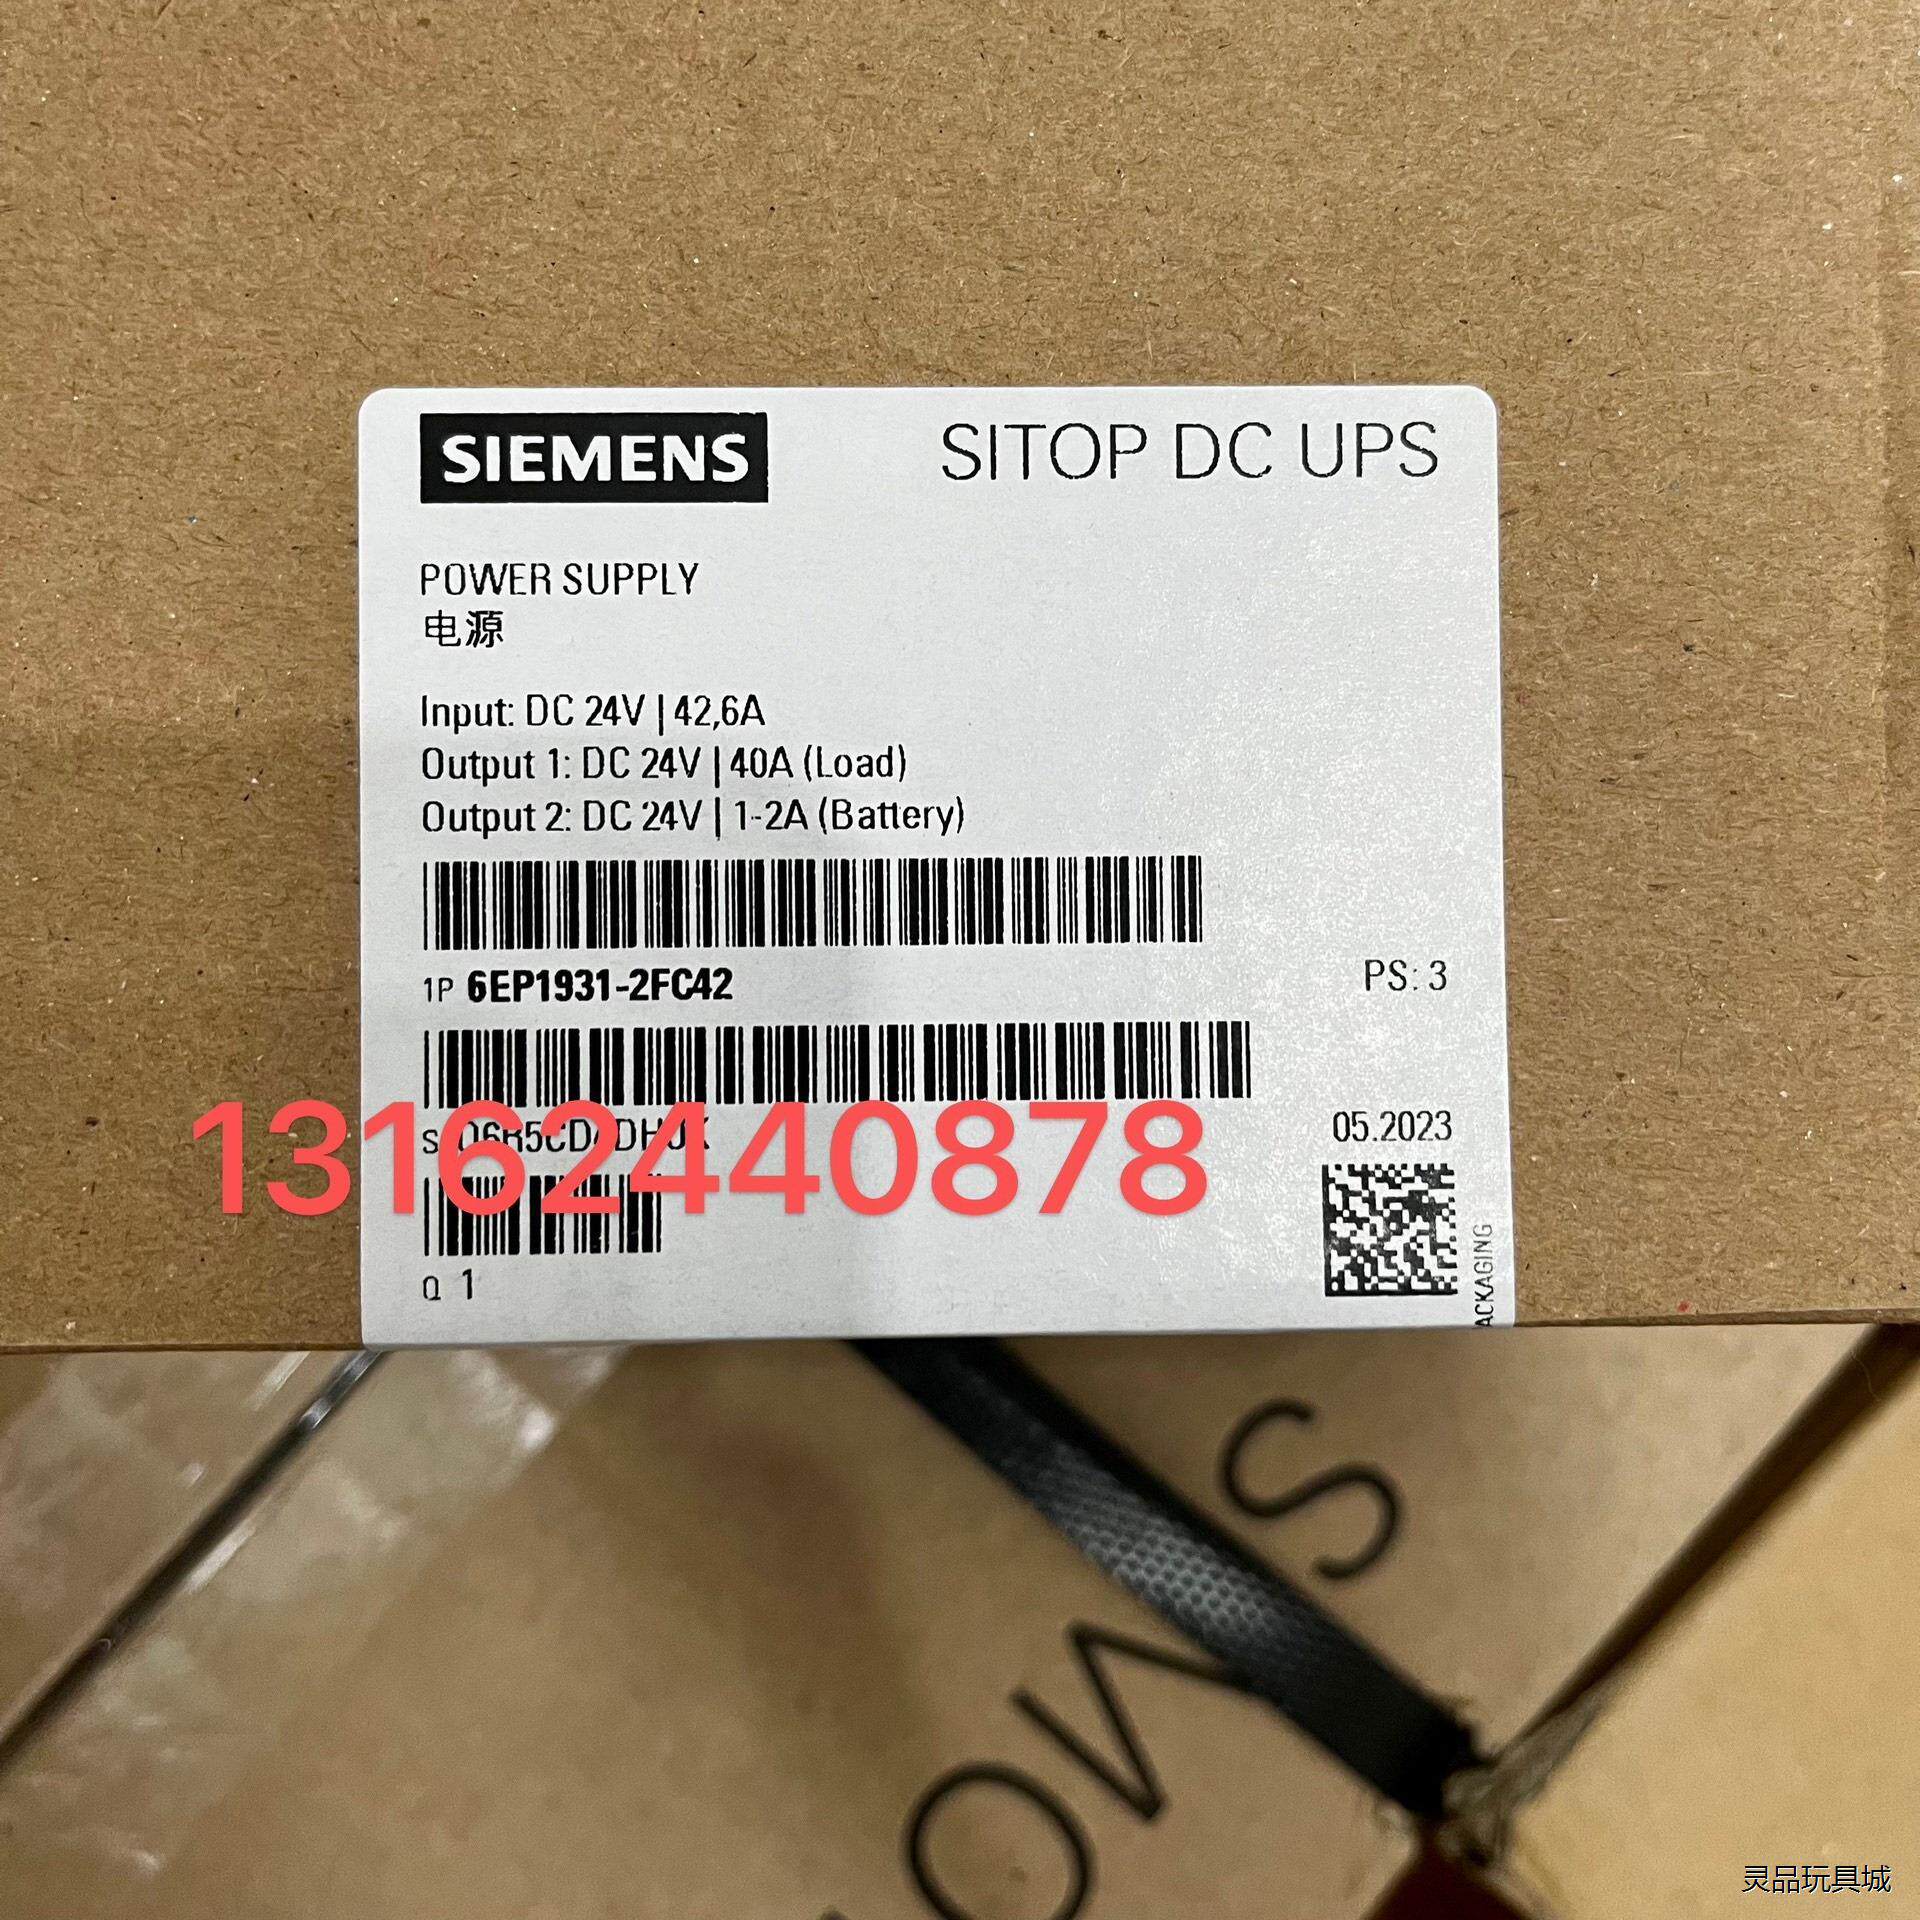 SIEMENS
SITOP DC UPS
POWER SUPPLY
电源
Input: DC 24V | 42,6A
Output 1: DC 24V | 40A (Load)
Output 2: DC 24V | 1-2A (Battery)
1P 6EP1931-2FC42
PS: 3
13162440878
05.2023
Q 1
ACKAGING
灵品玩具城